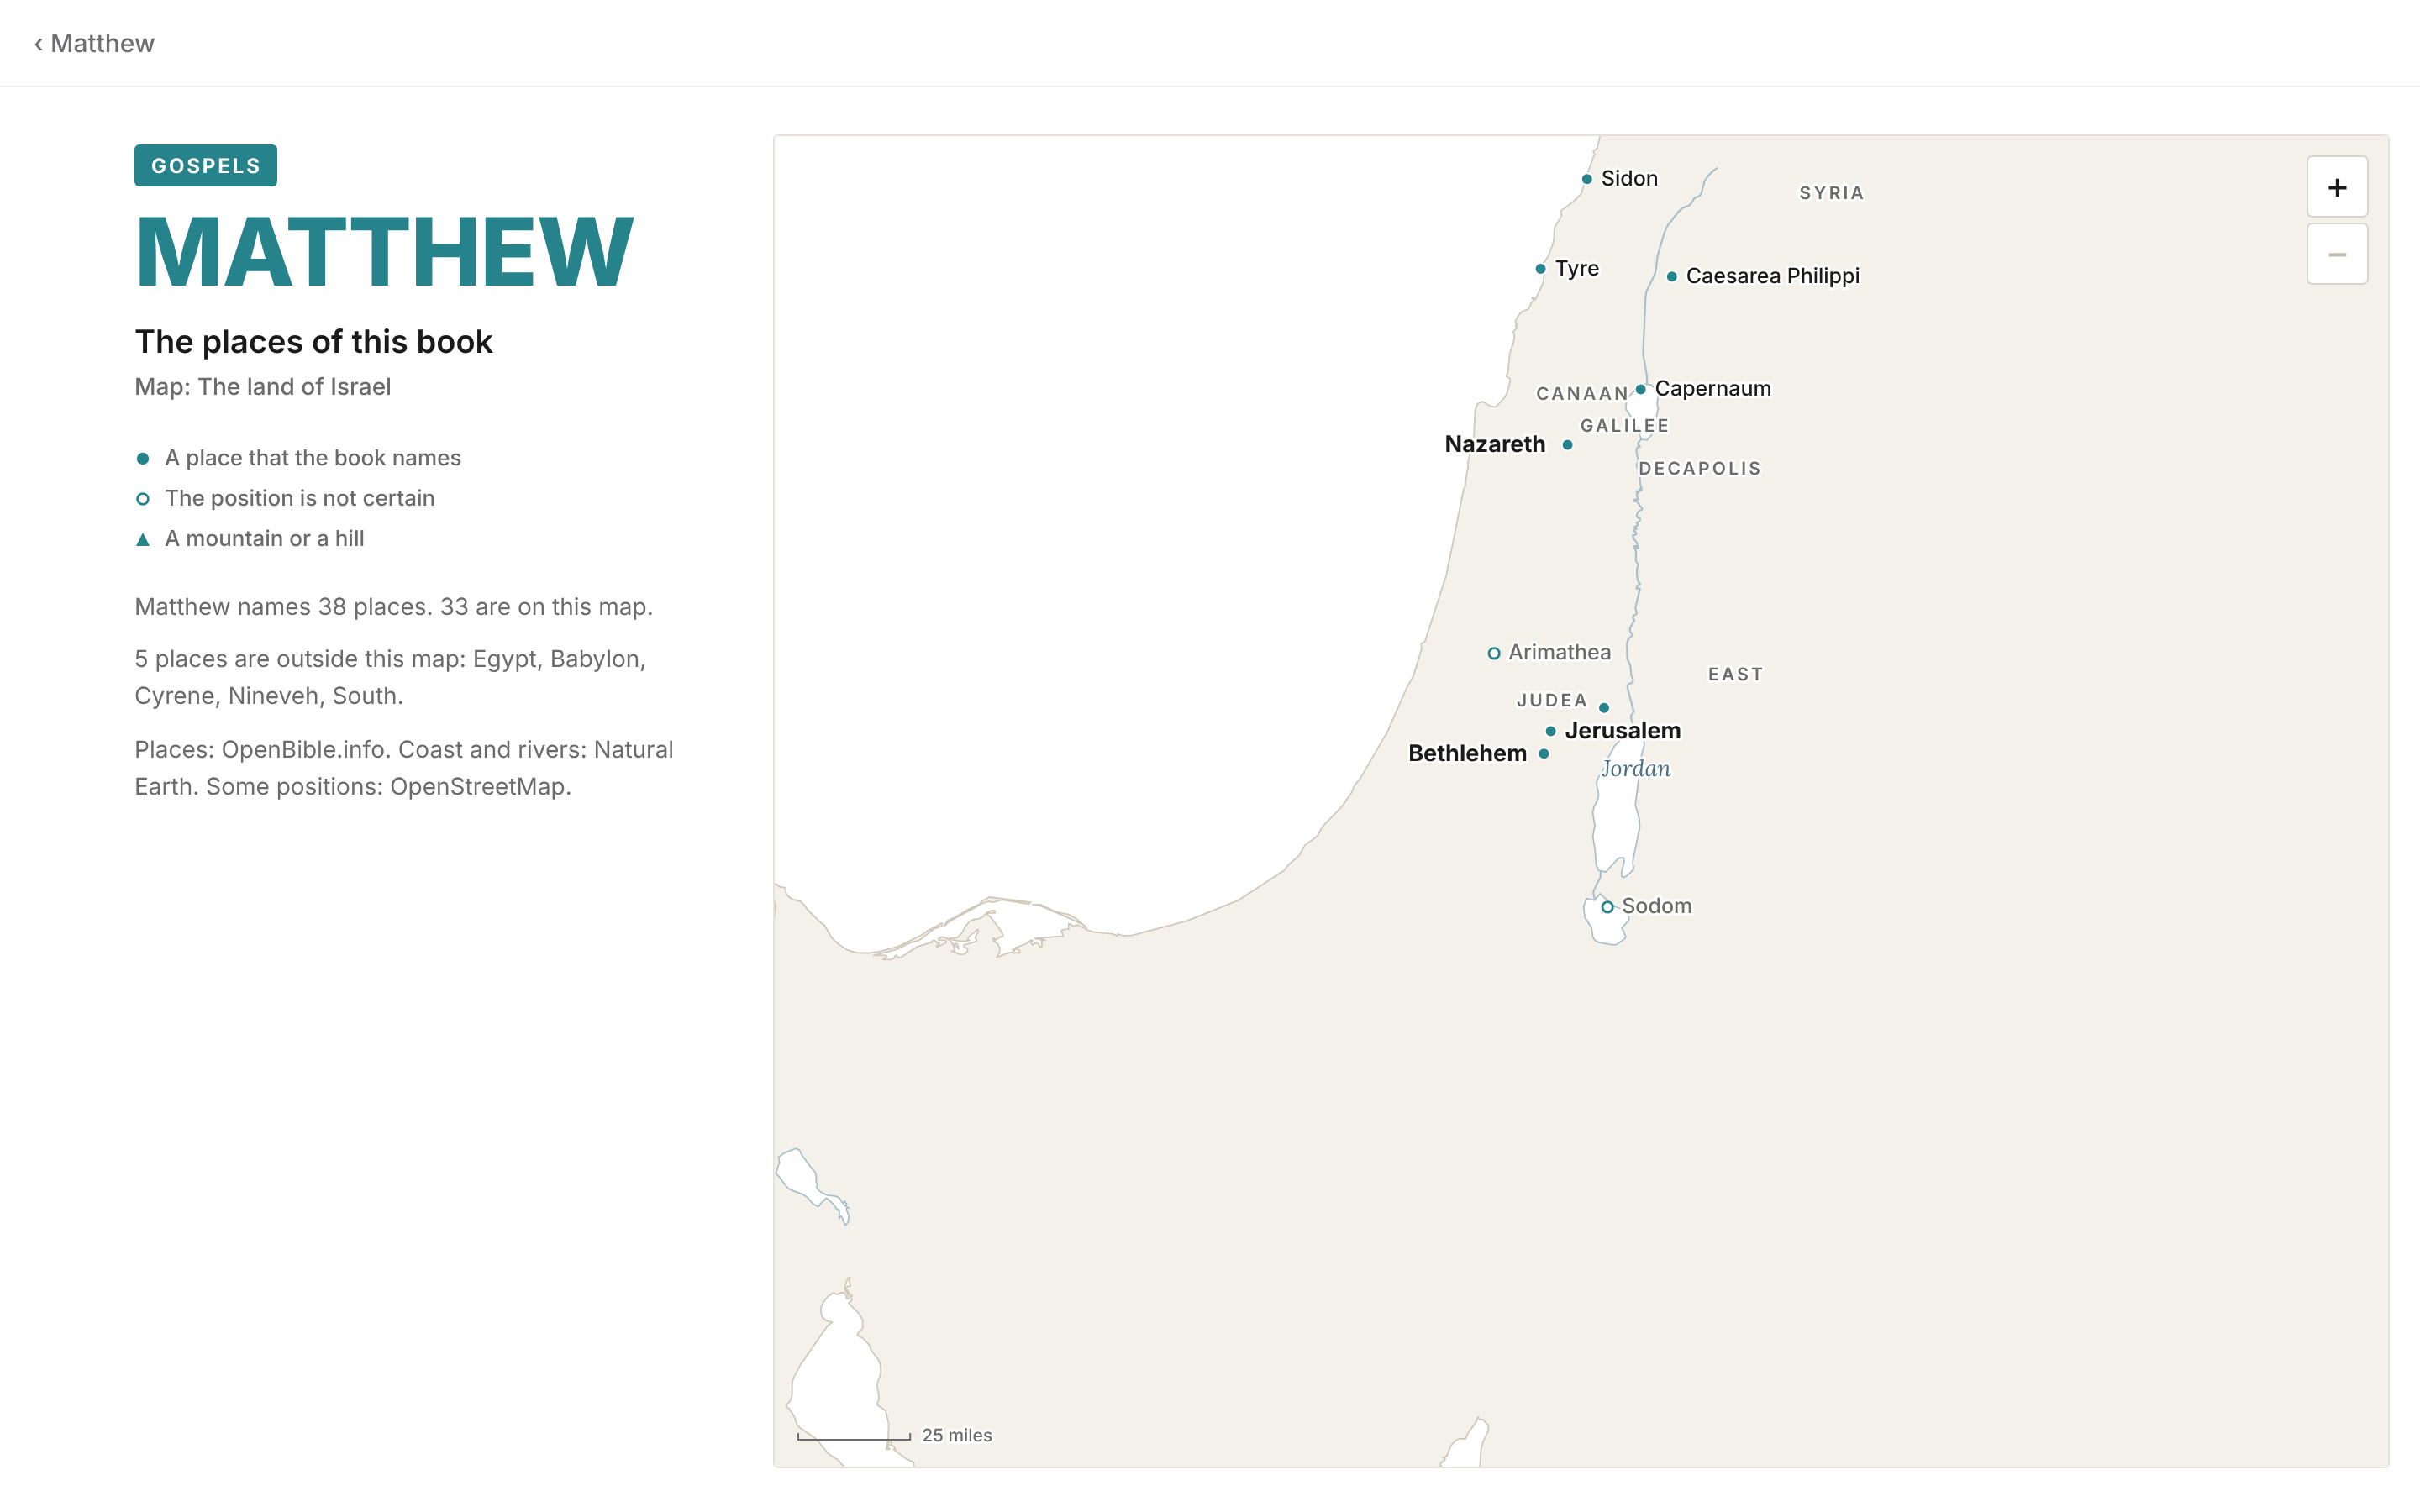 ‹ Matthew
GOSPELS
MATTHEW
The places of this book
Map: The land of Israel
A place that the book names
The position is not certain
A mountain or a hill
Matthew names 38 places. 33 are on this map.
5 places are outside this map: Egypt, Babylon,
Cyrene, Nineveh, South.
Places: OpenBible.info. Coast and rivers: Natural
Earth. Some positions: OpenStreetMap.
Sidon
SYRIA
+
−
Tyre
Caesarea Philippi
CANAAN
Capernaum
GALILEE
Nazareth
DECAPOLIS
Arimathea
EAST
JUDEA
Jerusalem
Bethlehem
Jordan
Sodom
25 miles